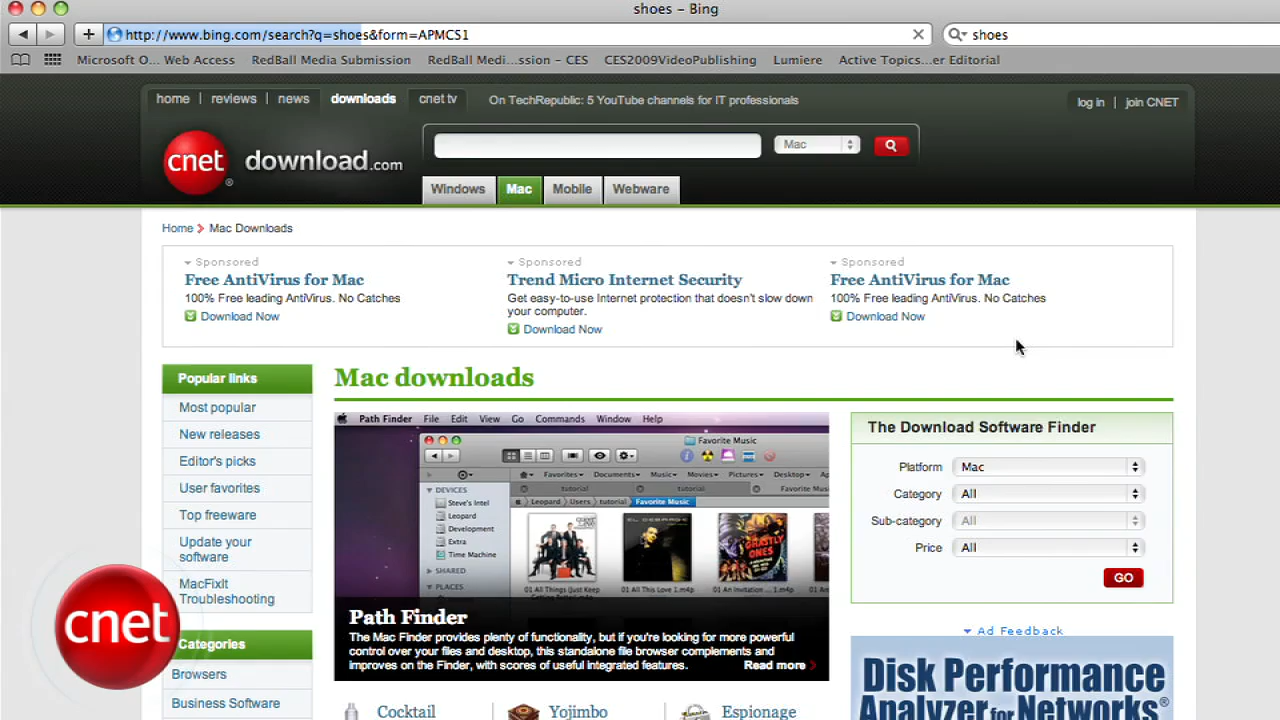 shoes – Bing
http://www.bing.com/search?q=shoes&form=APMCS1
shoes
Microsoft O... Web Access
RedBall Media Submission
RedBall Medi...ssion - CES
CES2009VideoPublishing
Lumiere
Active Topics...er Editorial
home
reviews
news
downloads
cnet tv
On TechRepublic: 5 YouTube channels for IT professionals
log in
join CNET
cnet
download.com
Mac
Windows
Mac
Mobile
Webware
Home
Mac Downloads
Sponsored
Free AntiVirus for Mac
100% Free leading AntiVirus. No Catches
Download Now
Sponsored
Trend Micro Internet Security
Get easy-to-use Internet protection that doesn't slow down
your computer.
Download Now
Sponsored
Free AntiVirus for Mac
100% Free leading AntiVirus. No Catches
Download Now
Popular links
Most popular
New releases
Editor's picks
User favorites
Top freeware
Update your
software
MacFixIt
Troubleshooting
Categories
Browsers
Business Software
cnet
Mac downloads
Path Finder File Edit View Go Commands Window Help
Favorite Music
Favorites
Documents
Music
Movies
Pictures
Desktop
tutorial
tutorial
Favorite Mus
Leopard
Users
tutorial
Favorite Music
DEVICES
Steve's Intel
Leopard
Development
Extra
Time Machine
SHARED
PLACES
EL DEBARGE
GHASTLY
ONES
01 All Things (Just Keep
01 All This Love 1.m4p
01 An Invitation
Path Finder
The Mac Finder provides plenty of functionality, but if you're looking for more powerful
control over your files and desktop, this standalone file browser complements and
improves on the Finder, with scores of useful integrated features.
Read more
Cocktail
Yojimbo
Espionage
The Download Software Finder
Platform
Mac
Category
All
Sub-category
All
Price
All
GO
Ad Feedback
Disk Performance
Analyzer for Networks®